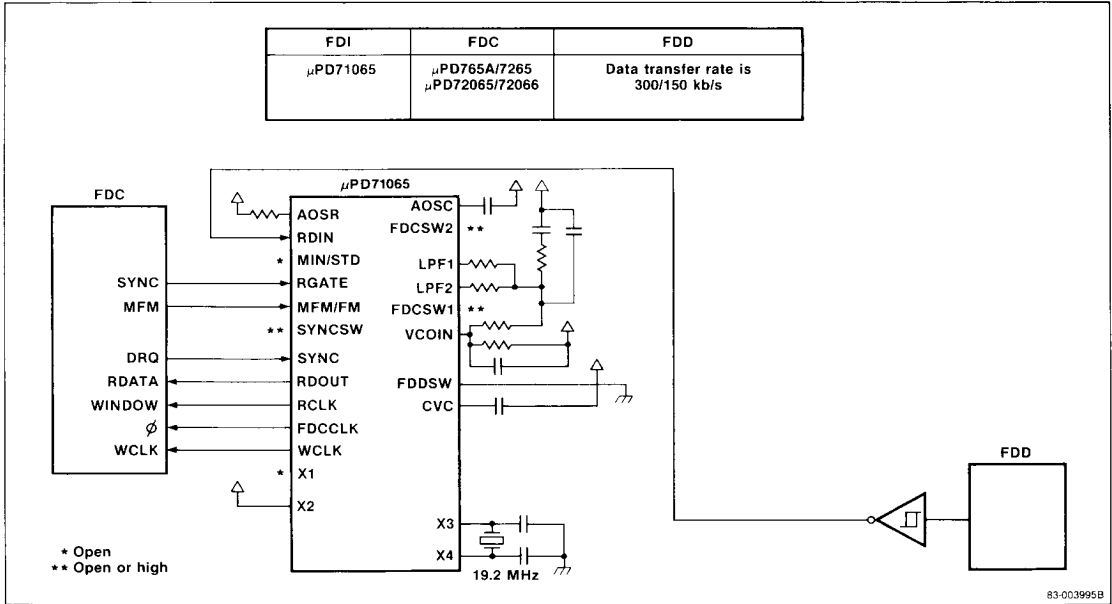 FDI FDC FDD
μPD71065 μPD765A/7265 Data transfer rate is
μPD72065/72066 300/150 kb/s
μPD71065
FDC
AOSR AOSC
RDIN FDCSW2 **
* MIN/STD
SYNC RGATE LPF1
MFM MFM/FM LPF2
** SYNCSW FDCSW1 **
VCOIN
DRQ SYNC
RDATA RDOUT FDDSW
WINDOW RCLK CVC
ø FDCCLK
WCLK WCLK
* X1
X2
FDD
X3
X4
19.2 MHz
* Open
** Open or high
83-003995B